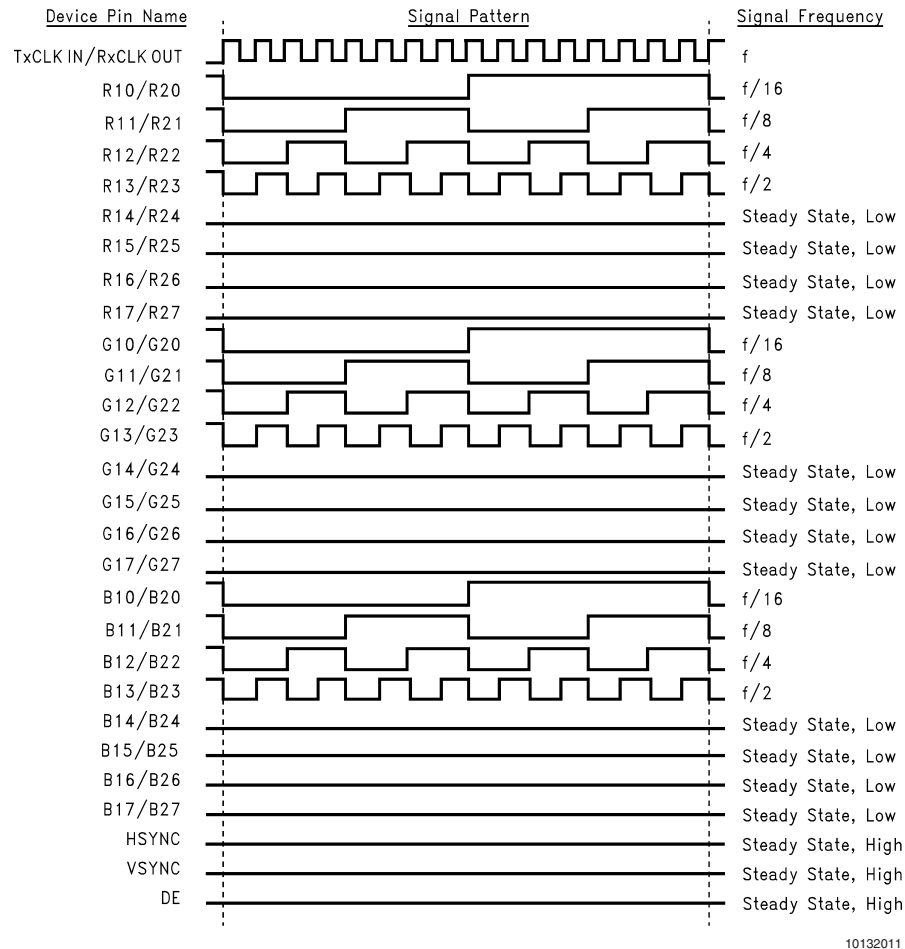 Device Pin Name Signal Pattern Signal Frequency
TxCLK IN/RxCLK OUT f
R10/R20 f/16
R11/R21 f/8
R12/R22 f/4
R13/R23 f/2
R14/R24 Steady State, Low
R15/R25 Steady State, Low
R16/R26 Steady State, Low
R17/R27 Steady State, Low
G10/G20 f/16
G11/G21 f/8
G12/G22 f/4
G13/G23 f/2
G14/G24 Steady State, Low
G15/G25 Steady State, Low
G16/G26 Steady State, Low
G17/G27 Steady State, Low
B10/B20 f/16
B11/B21 f/8
B12/B22 f/4
B13/B23 f/2
B14/B24 Steady State, Low
B15/B25 Steady State, Low
B16/B26 Steady State, Low
B17/B27 Steady State, Low
HSYNC Steady State, High
VSYNC Steady State, High
DE Steady State, High
10132011